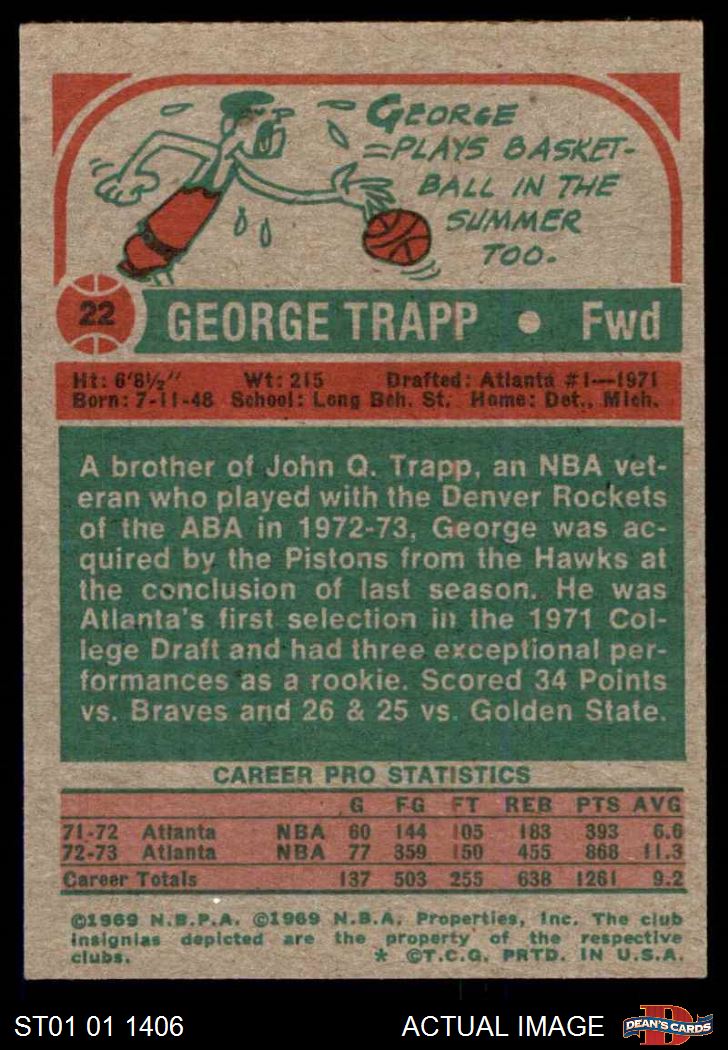 GEORGE
=PLAYS BASKET-
BALL IN THE
SUMMER
TOO.
22
GEORGE TRAPP • Fwd
Ht: 6'8½" Wt: 215 Drafted: Atlanta #1—1971
Born: 7-11-48 School: Long Bch. St. Home: Det., Mich.
A brother of John Q. Trapp, an NBA vet-
eran who played with the Denver Rockets
of the ABA in 1972-73, George was ac-
quired by the Pistons from the Hawks at
the conclusion of last season. He was
Atlanta's first selection in the 1971 Col-
lege Draft and had three exceptional per-
formances as a rookie. Scored 34 Points
vs. Braves and 26 & 25 vs. Golden State.
CAREER PRO STATISTICS
G FG FT REB PTS AVG
71-72 Atlanta NBA 60 144 105 183 393 6.6
72-73 Atlanta NBA 77 359 150 455 868 11.3
Career Totals 137 503 255 638 1261 9.2
©1969 N.B.P.A. ©1969 N.B.A. Properties, Inc. The club
insignias depicted are the property of the respective
clubs. * ©T.C.G. PRTD. IN U.S.A.
ST01 01 1406 ACTUAL IMAGE D DEAN'S CARDS